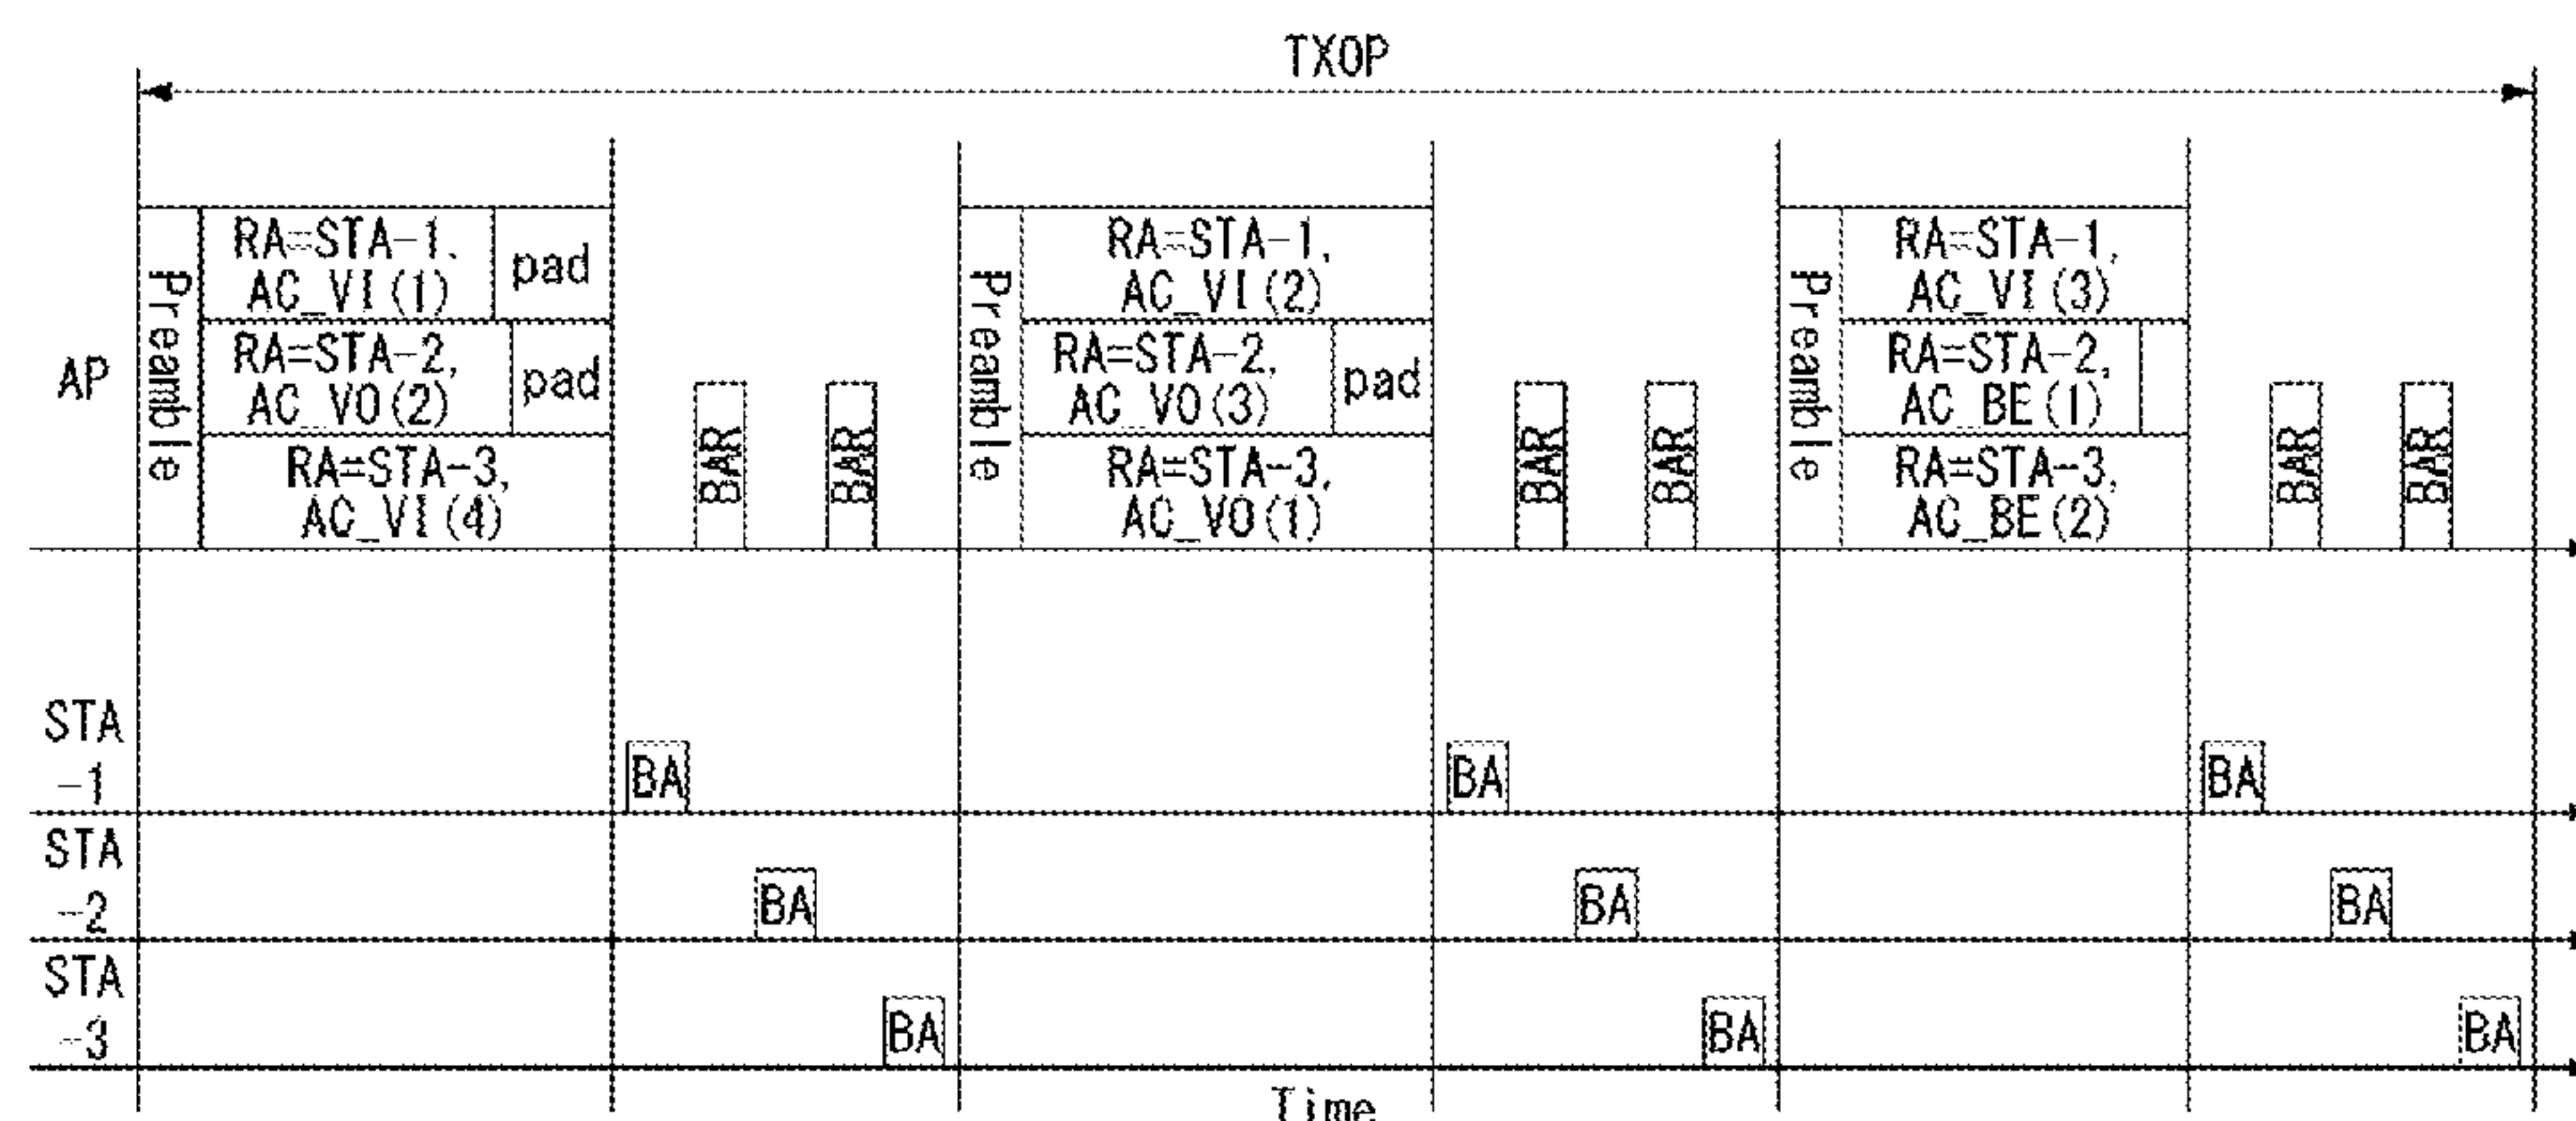 TXOP
AP
Preamble
RA=STA-1,
AC_VI(1)
pad
RA=STA-2,
AC_VO(2)
pad
RA=STA-3,
AC_VI(4)
BAR
BAR
Preamble
RA=STA-1,
AC_VI(2)
RA=STA-2,
AC_VO(3)
pad
RA=STA-3,
AC_VO(1)
BAR
BAR
Preamble
RA=STA-1,
AC_VI(3)
RA=STA-2,
AC_BE(1)
RA=STA-3,
AC_BE(2)
BAR
BAR
STA
-1
BA
BA
BA
STA
-2
BA
BA
BA
STA
-3
BA
BA
BA
Time